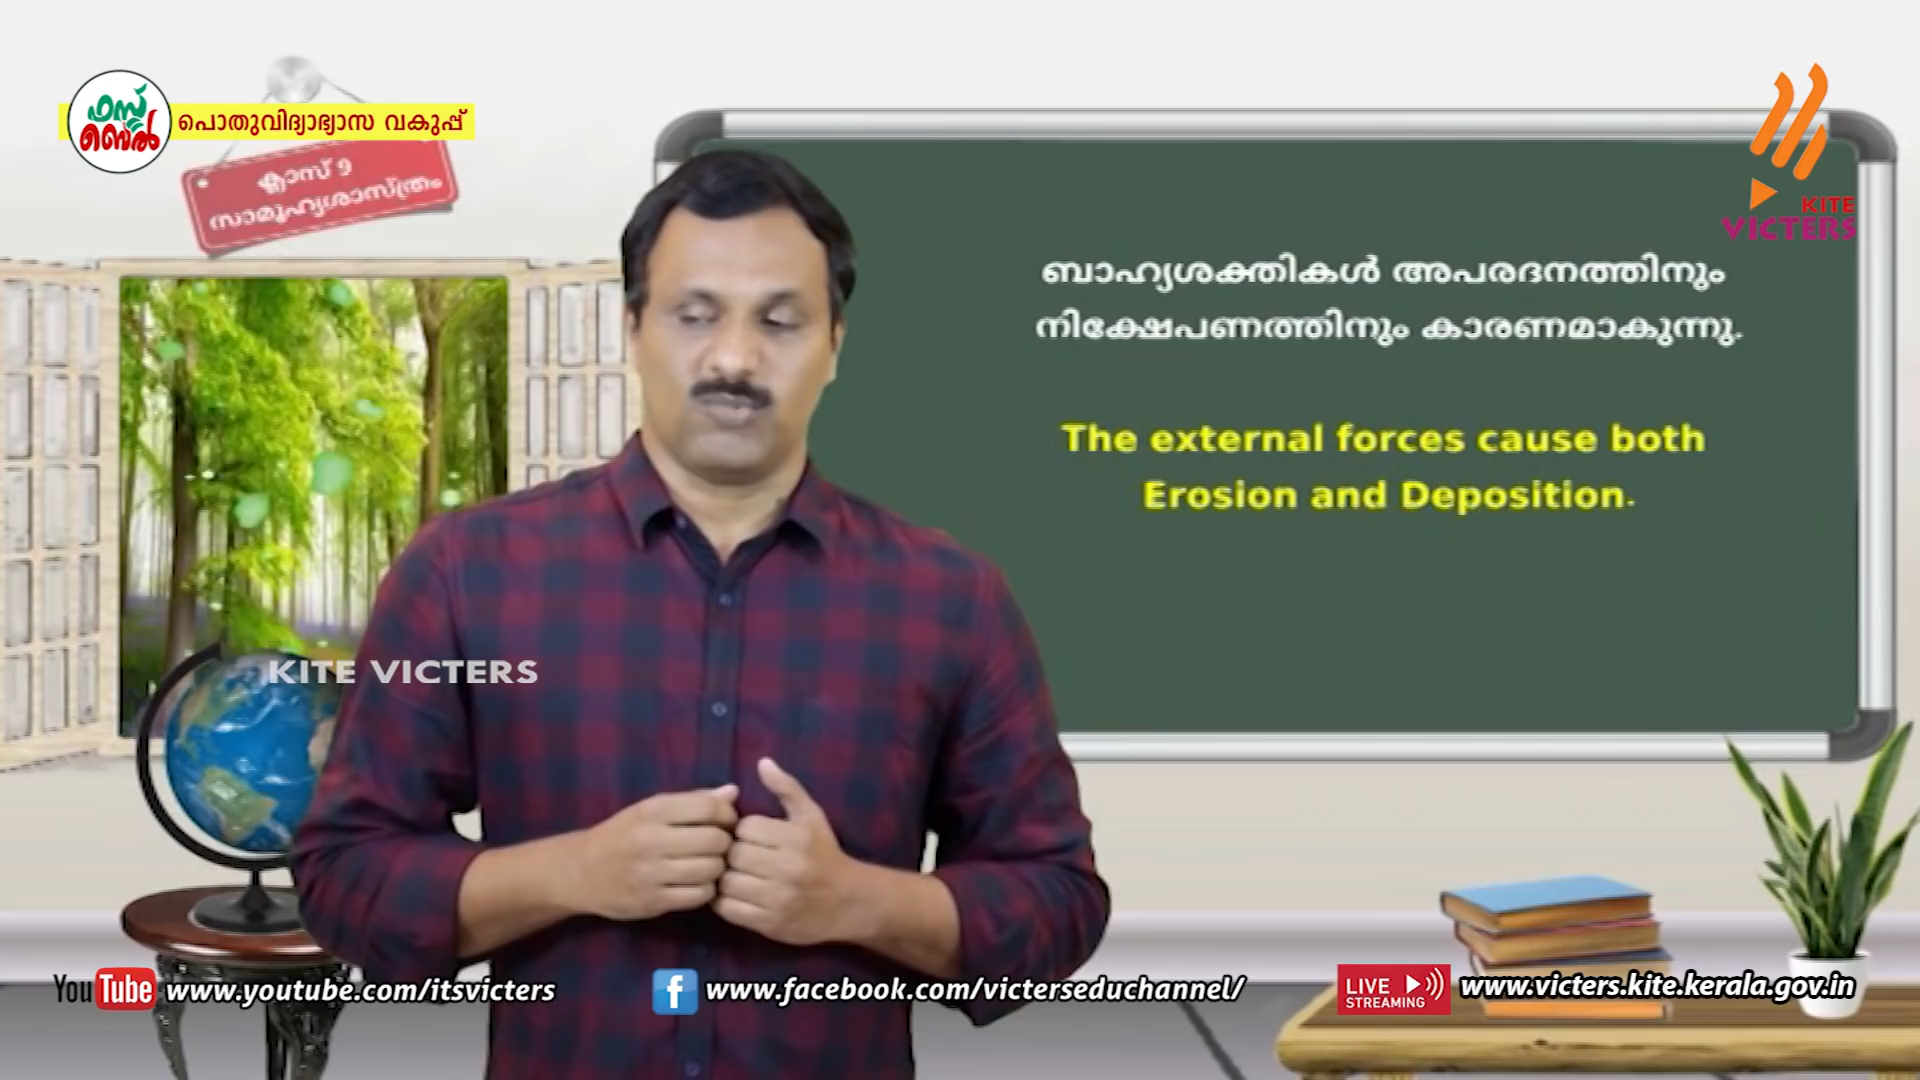 ഫസ്റ്റ്
ബെൽ
പൊതുവിദ്യാഭ്യാസ വകുപ്പ്
ക്ലാസ് 9
സാമൂഹ്യശാസ്ത്രം
KITE
VICTERS
ബാഹ്യശക്തികൾ അപരദനത്തിനും
നിക്ഷേപണത്തിനും കാരണമാകുന്നു.
The external forces cause both
Erosion and Deposition.
KITE VICTERS
YouTube www.youtube.com/itsvicters
f www.facebook.com/victerseduchannel/
LIVE
STREAMING
www.victers.kite.kerala.gov.in